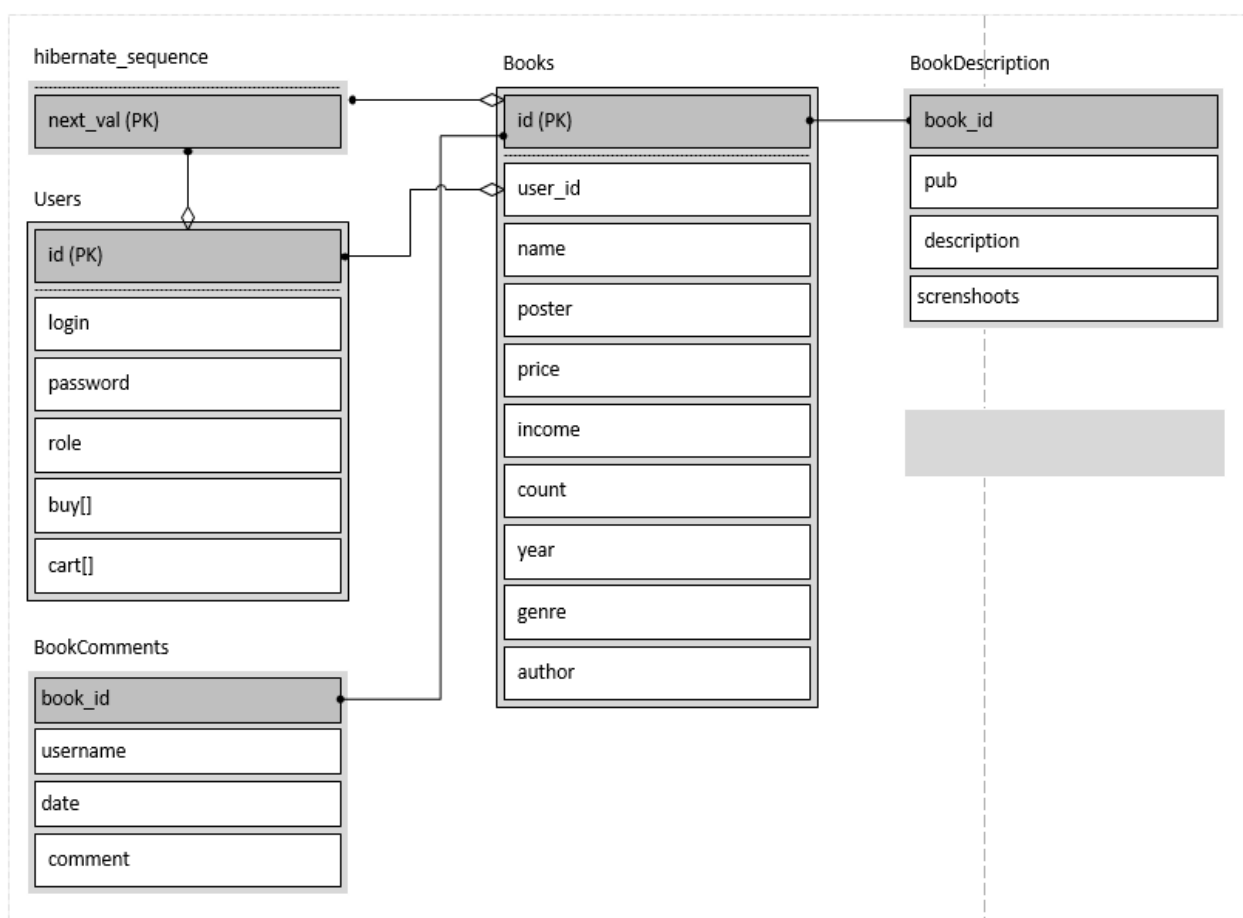 hibernate_sequence
next_val (PK)
Users
id (PK)
login
password
role
buy[]
cart[]
BookComments
book_id
username
date
comment
Books
id (PK)
user_id
name
poster
price
income
count
year
genre
author
BookDescription
book_id
pub
description
screnshoots